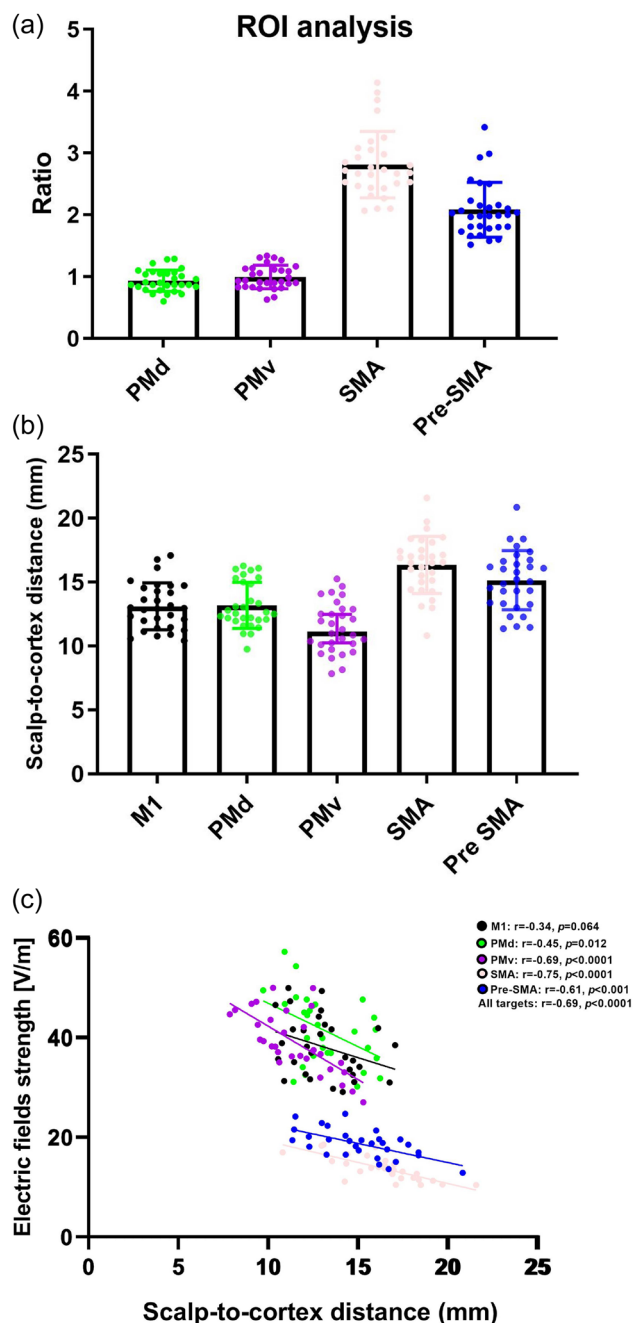 (a)
ROI analysis
Ratio
5
4
3
2
1
0
PMd
PMv
SMA
Pre-SMA
(b)
Scalp-to-cortex distance (mm)
25
20
15
10
5
0
M1
PMd
PMv
SMA
Pre SMA
(c)
Electric fields strength [V/m]
60
40
20
0
M1: r=-0.34, p=0.064
PMd: r=-0.45, p=0.012
PMv: r=-0.69, p<0.0001
SMA: r=-0.75, p<0.0001
Pre-SMA: r=-0.61, p<0.001
All targets: r=-0.69, p<0.0001
0 5 10 15 20 25
Scalp-to-cortex distance (mm)